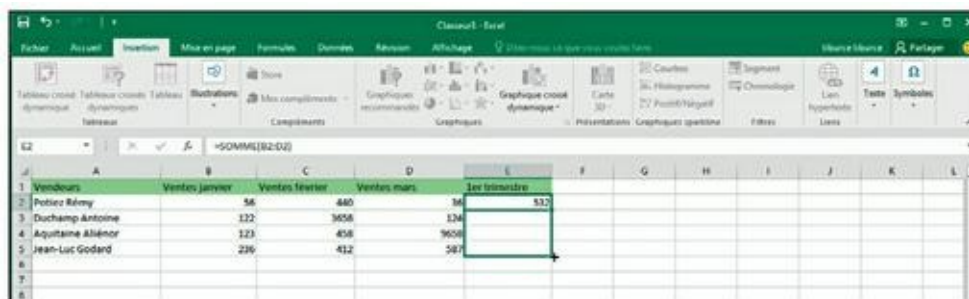 Classeur1 - Excel
Fichier Accueil Insertion Mise en page Formules Données Révision Affichage Partager
Tableau croisé dynamique Tableaux croisés dynamiques Tableau Illustrations Store Mes compléments Graphiques recommandés Graphique croisé dynamique Carte 3D Courbes Histogramme Positif/Négatif Segment Chronologie Lien hypertexte Texte Symboles
Tableaux Compléments Graphiques Présentations Graphiques sparkline Filtres Liens
E2 =SOMME(B2:D2)
A B C D E F G H I J K L
1 Vendeurs Ventes janvier Ventes février Ventes mars 1er trimestre
2 Potiez Rémy 56 440 36 532
3 Duchamp Antoine 122 3658 124
4 Aquitaine Aliénor 123 458 9658
5 Jean-Luc Godard 236 412 587
6
7
8